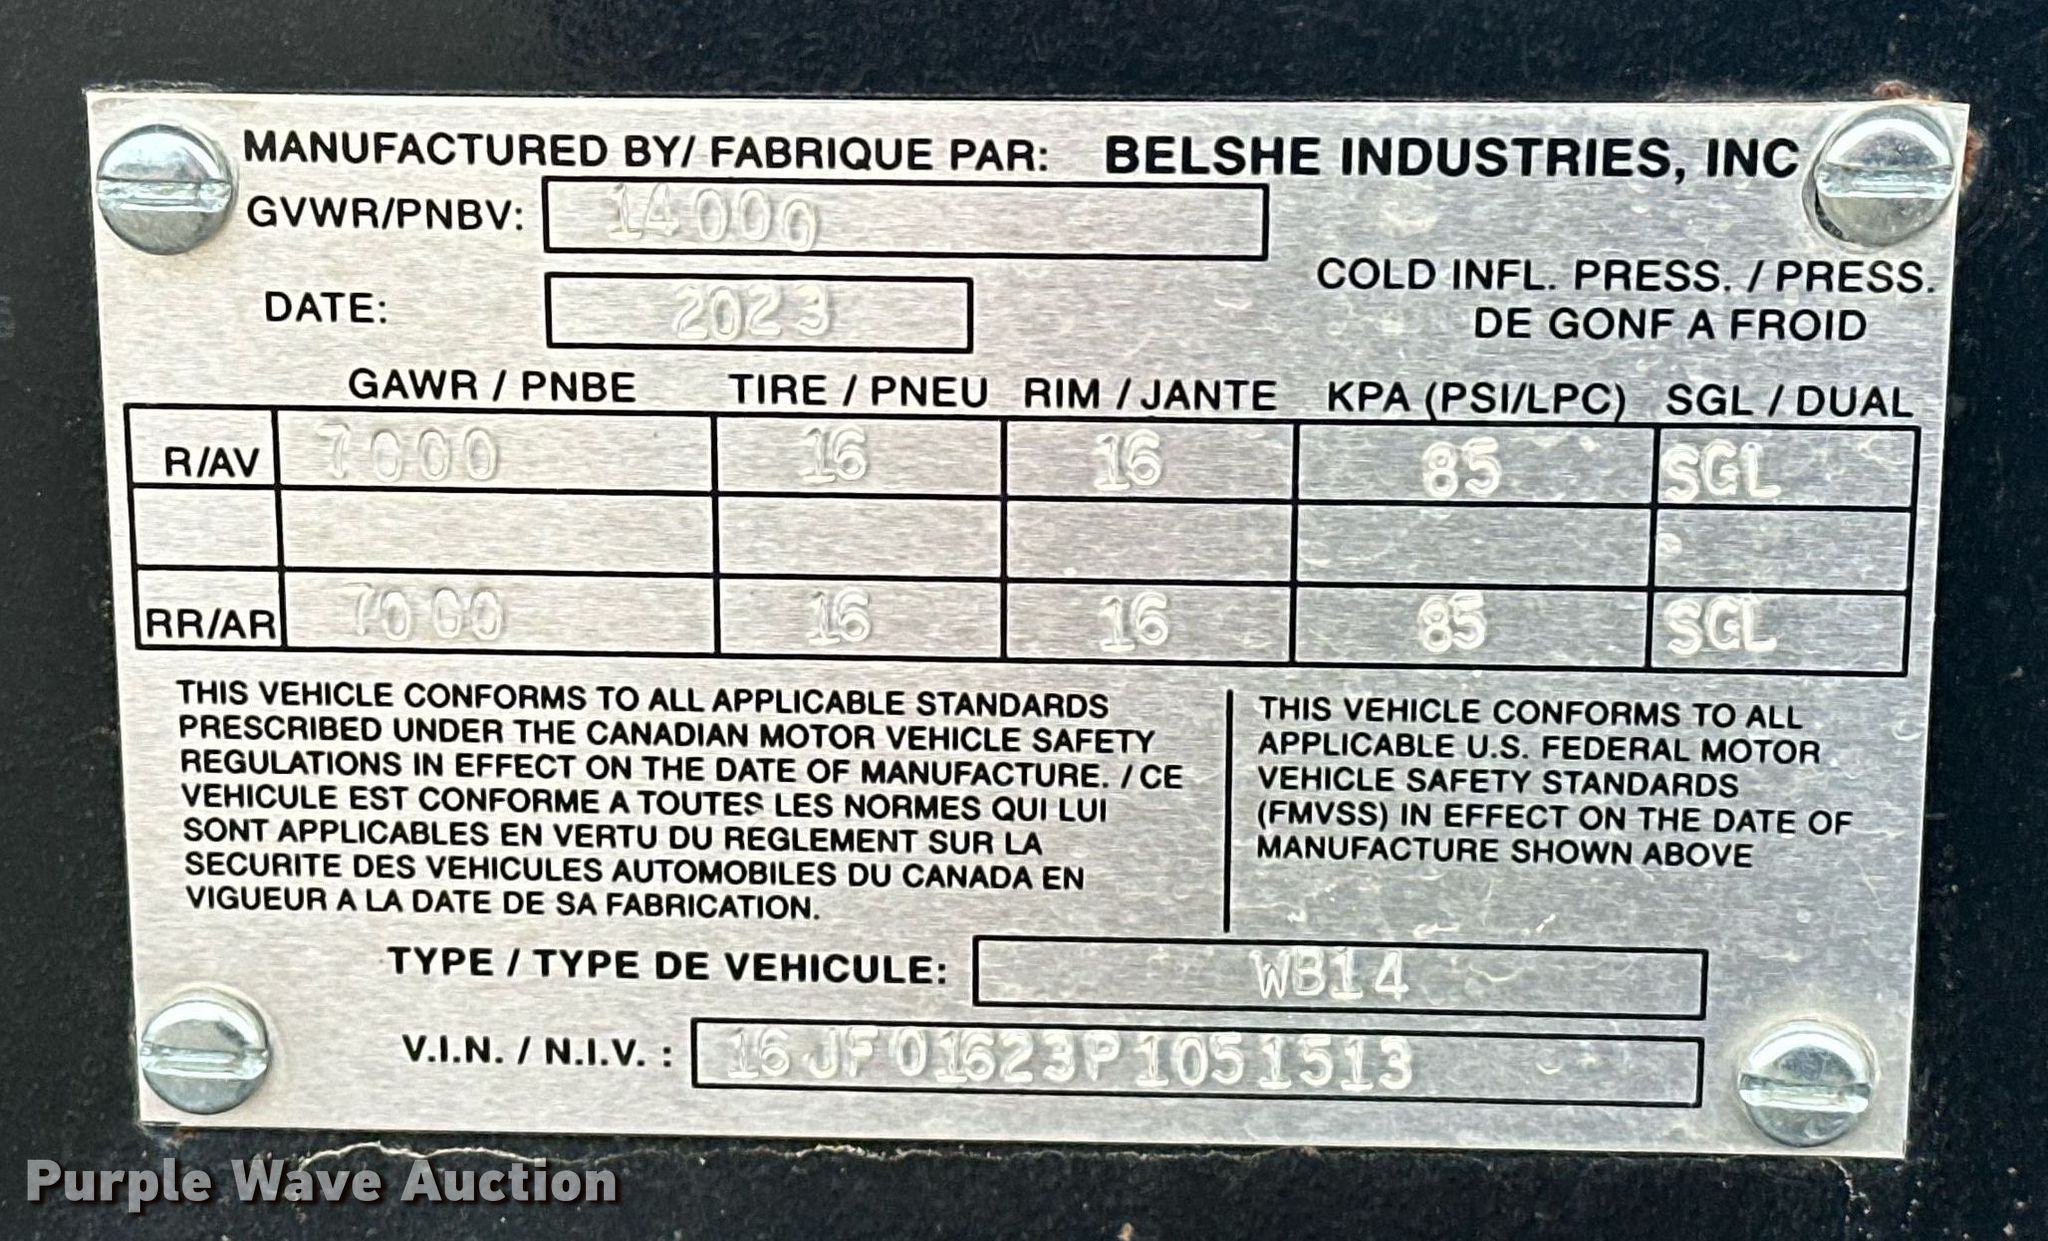 MANUFACTURED BY/ FABRIQUE PAR: BELSHE INDUSTRIES, INC
GVWR/PNBV: 14000
DATE: 2023
COLD INFL. PRESS. / PRESS.
DE GONF A FROID
GAWR / PNBE TIRE / PNEU RIM / JANTE KPA (PSI/LPC) SGL / DUAL
R/AV 7000 16 16 85 SGL
RR/AR 7000 16 16 85 SGL
THIS VEHICLE CONFORMS TO ALL APPLICABLE STANDARDS
PRESCRIBED UNDER THE CANADIAN MOTOR VEHICLE SAFETY
REGULATIONS IN EFFECT ON THE DATE OF MANUFACTURE. / CE
VEHICULE EST CONFORME A TOUTES LES NORMES QUI LUI
SONT APPLICABLES EN VERTU DU REGLEMENT SUR LA
SECURITE DES VEHICULES AUTOMOBILES DU CANADA EN
VIGUEUR A LA DATE DE SA FABRICATION.
THIS VEHICLE CONFORMS TO ALL
APPLICABLE U.S. FEDERAL MOTOR
VEHICLE SAFETY STANDARDS
(FMVSS) IN EFFECT ON THE DATE OF
MANUFACTURE SHOWN ABOVE
TYPE / TYPE DE VEHICULE: WB14
V.I.N. / N.I.V. : 16JF01623P1051513
Purple Wave Auction